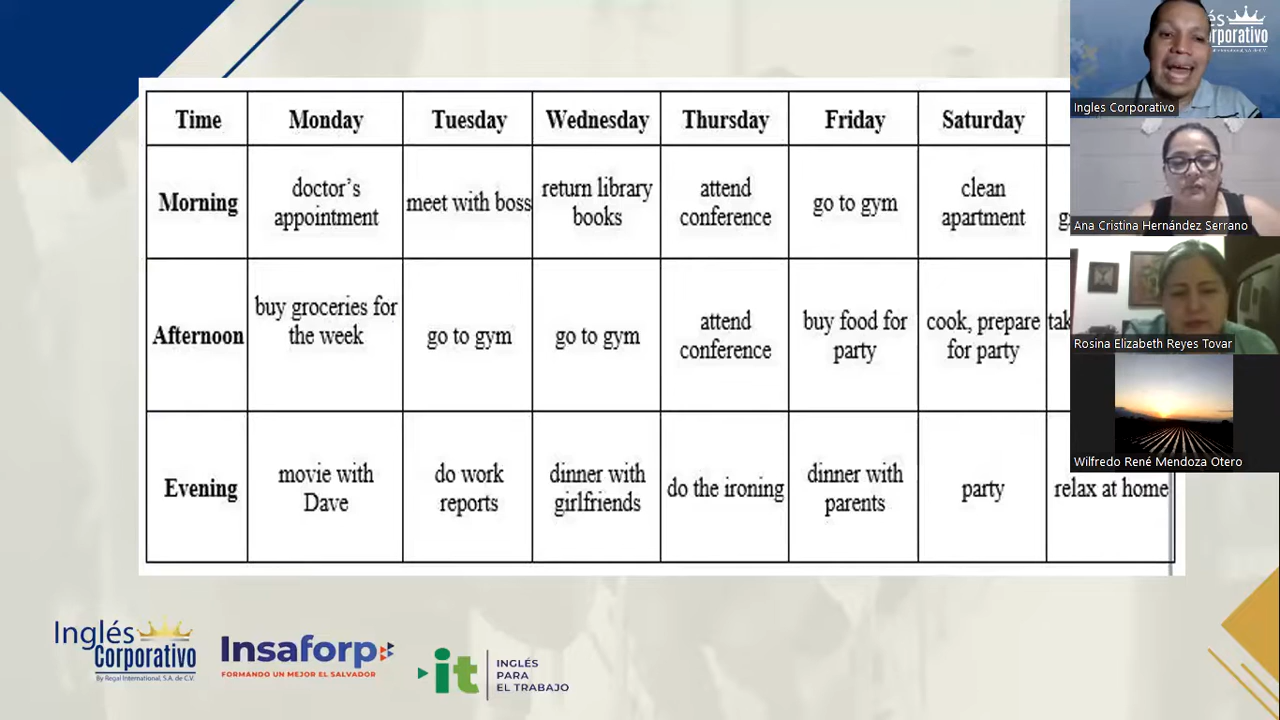 Time Monday Tuesday Wednesday Thursday Friday Saturday
Morning
doctor's
appointment
meet with boss
return library
books
attend
conference
go to gym
clean
apartment
Afternoon
buy groceries for
the week
go to gym
go to gym
attend
conference
buy food for
party
cook, prepare
for party
Evening
movie with
Dave
do work
reports
dinner with
girlfriends
do the ironing
dinner with
parents
party
relax at home
Ingles Corporativo
Ana Cristina Hernández Serrano
Rosina Elizabeth Reyes Tovar
Wilfredo René Mendoza Otero
Inglés
Corporativo
By Regal International, S.A. de C.V.
Insaforp
FORMANDO UN MEJOR EL SALVADOR
it
INGLÉS
PARA
EL TRABAJO